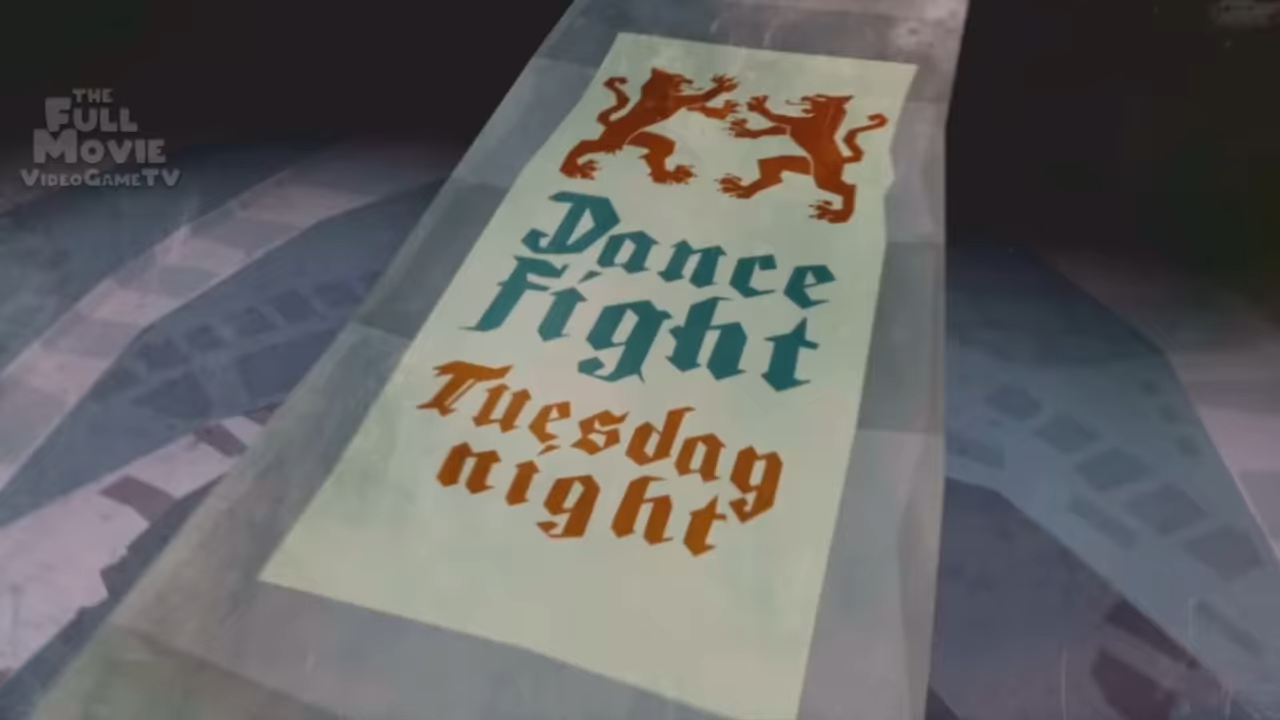 THE
FULL
MOVIE
VIDEOGAMETV
Dance
Fight
Tuesday
night